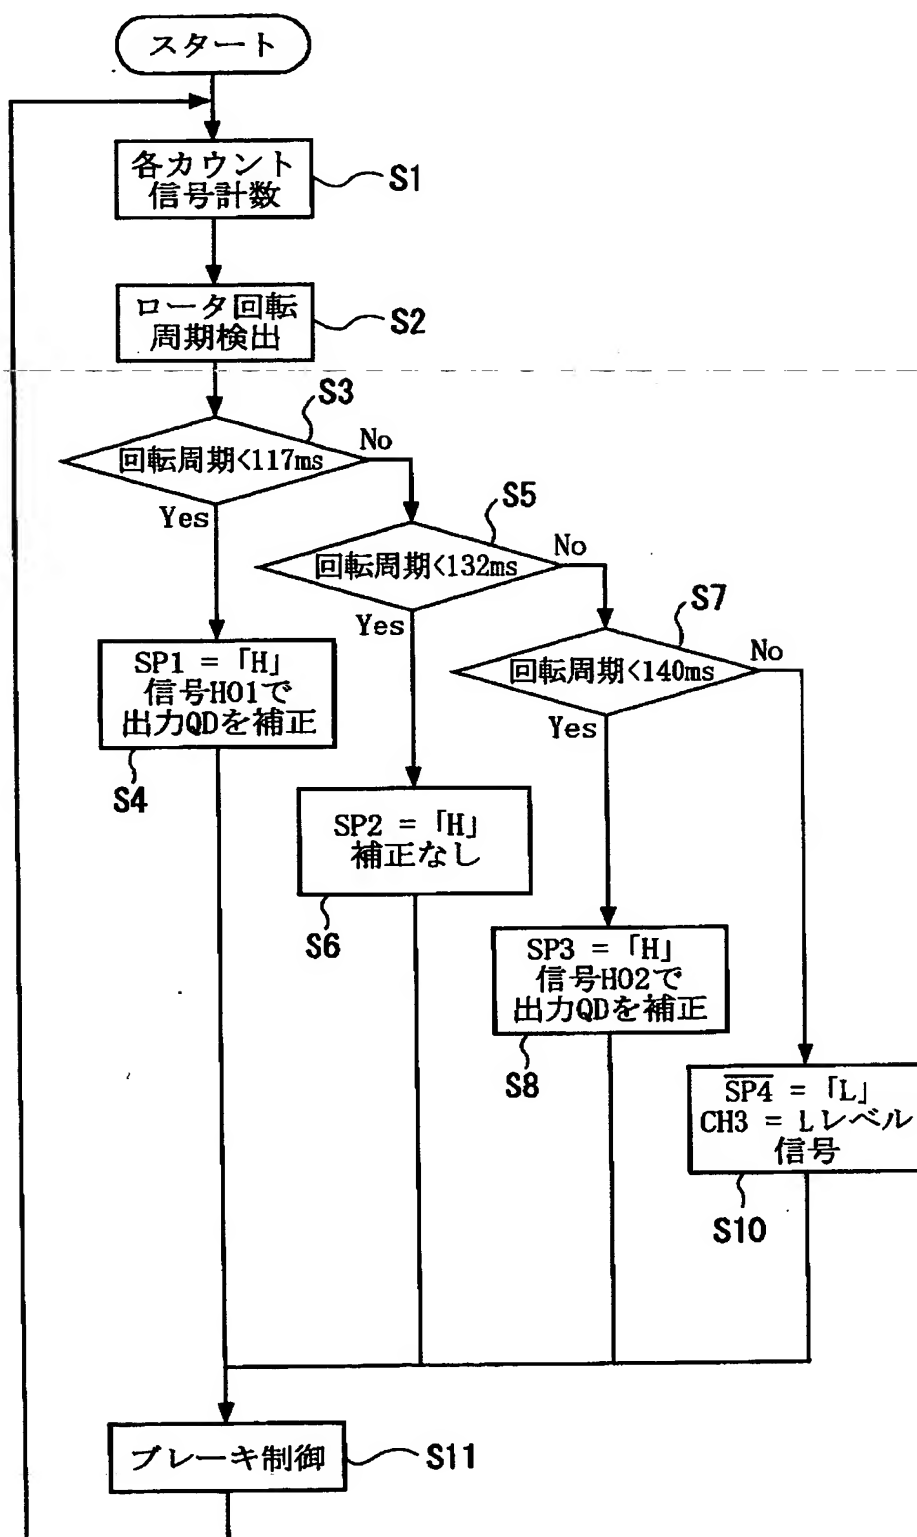 スタート
各カウント
信号計数
S1
ロータ回転
周期検出
S2
S3
回転周期<117ms
No
Yes
S5
回転周期<132ms
No
Yes
S7
回転周期<140ms
No
Yes
SP1 = 「H」
信号H01で
出力QDを補正
S4
SP2 = 「H」
補正なし
S6
SP3 = 「H」
信号H02で
出力QDを補正
S8
S̅P̅4̅ = 「L」
CH3 = Lレベル
信号
S10
ブレーキ制御
S11